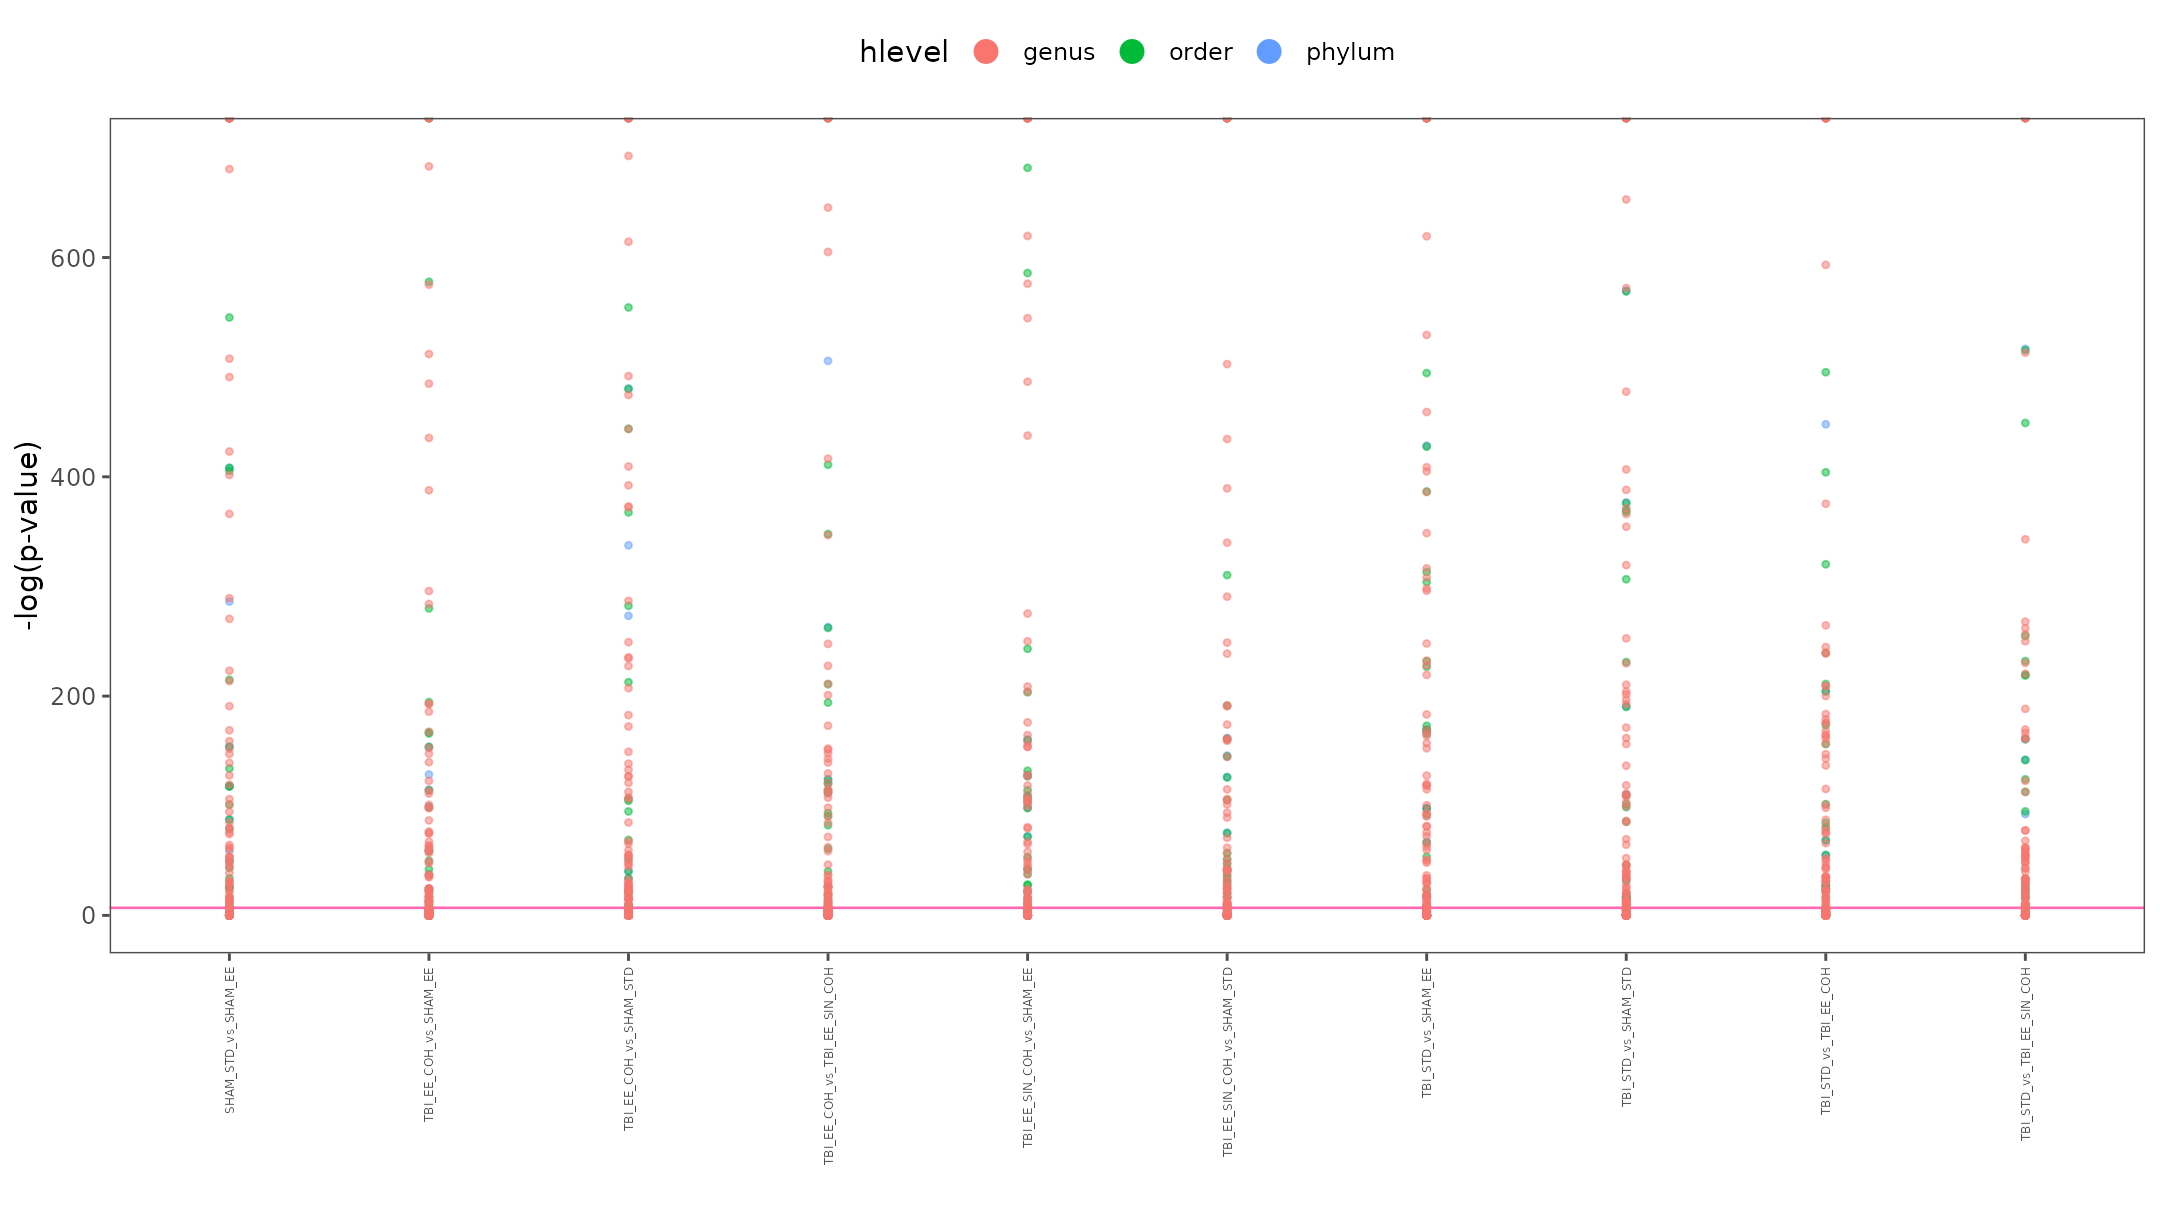 hlevel genus order phylum
-log(p-value)
600
400
200
0
SHAM_STD_vs_SHAM_EE
TBI_EE_COH_vs_SHAM_EE
TBI_EE_COH_vs_SHAM_STD
TBI_EE_COH_vs_TBI_EE_SIN_COH
TBI_EE_SIN_COH_vs_SHAM_EE
TBI_EE_SIN_COH_vs_SHAM_STD
TBI_STD_vs_SHAM_EE
TBI_STD_vs_SHAM_STD
TBI_STD_vs_TBI_EE_COH
TBI_STD_vs_TBI_EE_SIN_COH